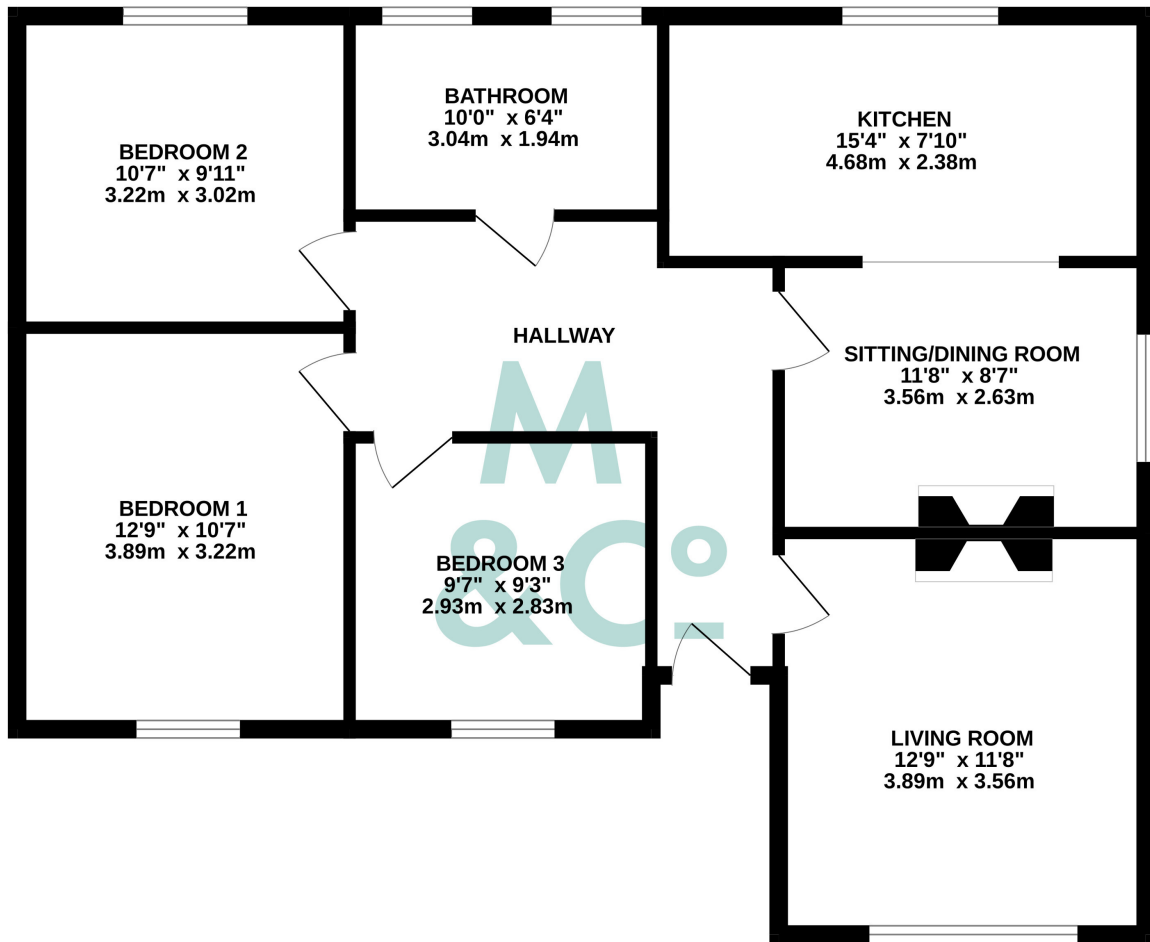 BEDROOM 2
10'7" x 9'11"
3.22m x 3.02m
BATHROOM
10'0" x 6'4"
3.04m x 1.94m
KITCHEN
15'4" x 7'10"
4.68m x 2.38m
HALLWAY
SITTING/DINING ROOM
11'8" x 8'7"
3.56m x 2.63m
BEDROOM 1
12'9" x 10'7"
3.89m x 3.22m
M
&Cº
BEDROOM 3
9'7" x 9'3"
2.93m x 2.83m
LIVING ROOM
12'9" x 11'8"
3.89m x 3.56m